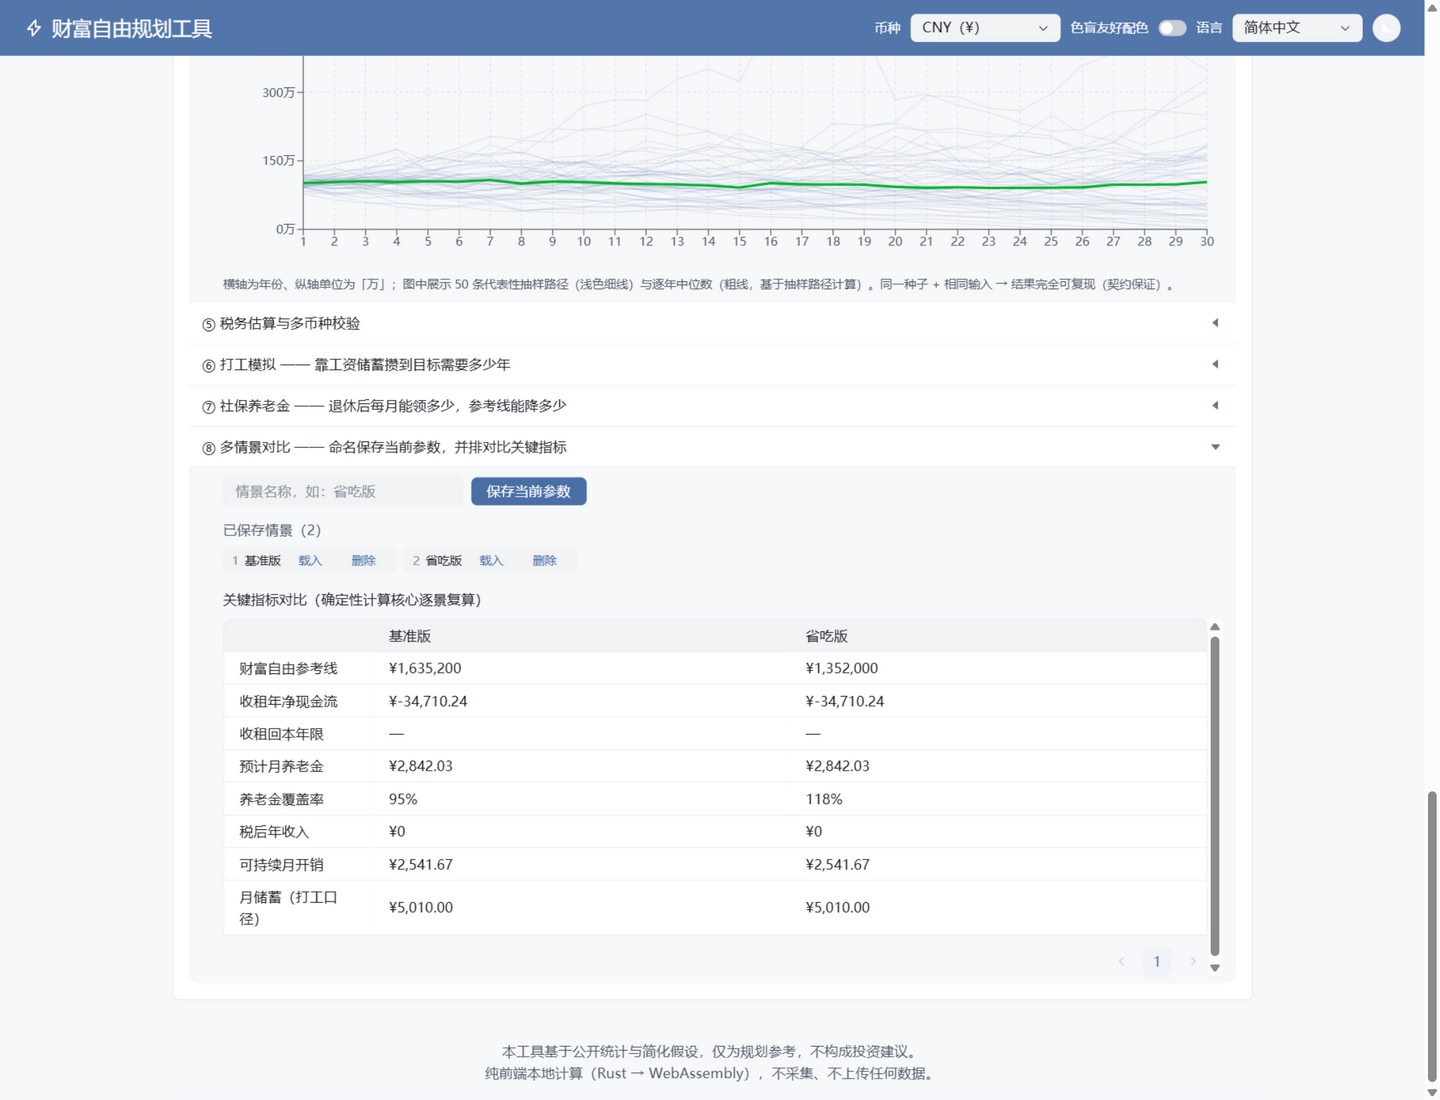 财富自由规划工具
币种 CNY（¥） 色盲友好配色 语言 简体中文
300万
150万
0万
1 2 3 4 5 6 7 8 9 10 11 12 13 14 15 16 17 18 19 20 21 22 23 24 25 26 27 28 29 30
横轴为年份、纵轴单位为「万」；图中展示 50 条代表性抽样路径（浅色细线）与逐年中位数（粗线，基于抽样路径计算）。同一种子 + 相同输入 → 结果完全可复现（契约保证）。
⑤ 税务估算与多币种校验
⑥ 打工模拟 —— 靠工资储蓄攒到目标需要多少年
⑦ 社保养老金 —— 退休后每月能领多少，参考线能降多少
⑧ 多情景对比 —— 命名保存当前参数，并排对比关键指标
情景名称，如：省吃版 保存当前参数
已保存情景（2）
1 基准版 载入 删除 2 省吃版 载入 删除
关键指标对比（确定性计算核心逐景复算）
基准版 省吃版
财富自由参考线 ¥1,635,200 ¥1,352,000
收租年净现金流 ¥-34,710.24 ¥-34,710.24
收租回本年限 — —
预计月养老金 ¥2,842.03 ¥2,842.03
养老金覆盖率 95% 118%
税后年收入 ¥0 ¥0
可持续月开销 ¥2,541.67 ¥2,541.67
月储蓄（打工口
径） ¥5,010.00 ¥5,010.00
1
本工具基于公开统计与简化假设，仅为规划参考，不构成投资建议。
纯前端本地计算（Rust → WebAssembly），不采集、不上传任何数据。